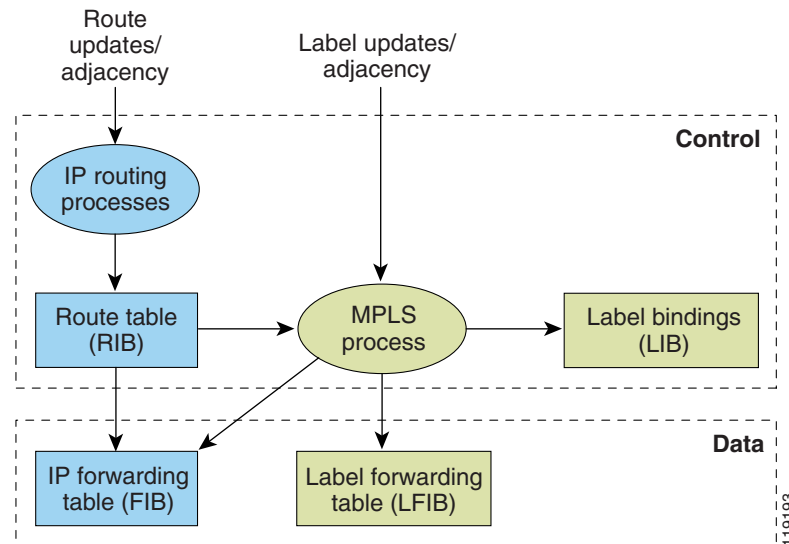 Route
updates/
adjacency
Label updates/
adjacency
Control
IP routing
processes
Route table
(RIB)
MPLS
process
Label bindings
(LIB)
Data
IP forwarding
table (FIB)
Label forwarding
table (LFIB)
119193